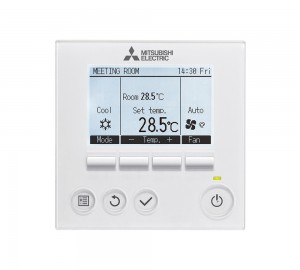 MITSUBISHI
ELECTRIC
MEETING ROOM 14:30 Fri
Room 28.5°C
Cool Set temp. Auto
28.5°C
Mode − Temp. + Fan